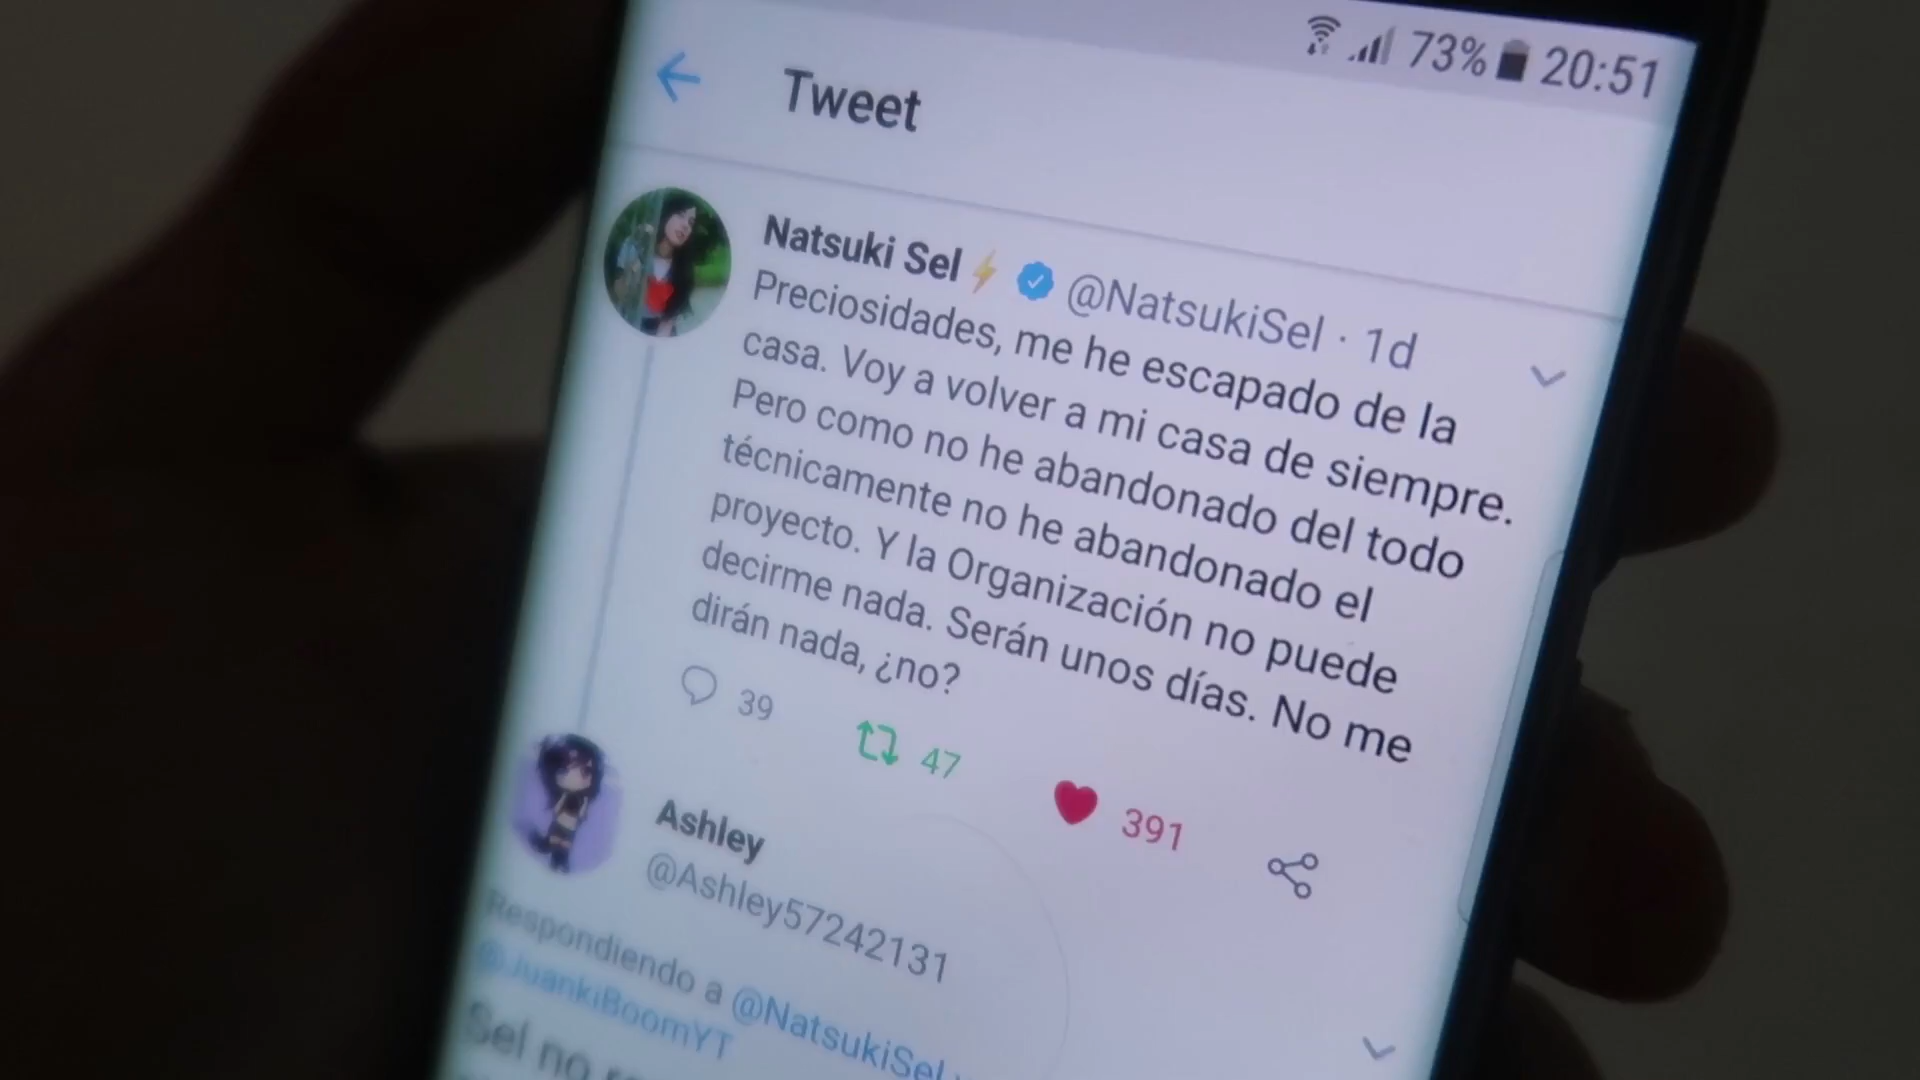 73% 20:51
Tweet
Natsuki Sel⚡ @NatsukiSel · 1d
Preciosidades, me he escapado de la
casa. Voy a volver a mi casa de siempre.
Pero como no he abandonado del todo
técnicamente no he abandonado el
proyecto. Y la Organización no puede
decirme nada. Serán unos días. No me
dirán nada, ¿no?
39 47 391
Ashley
@Ashley57242131
Respondiendo a @NatsukiSel
@JuankiBoomYT
Sel no